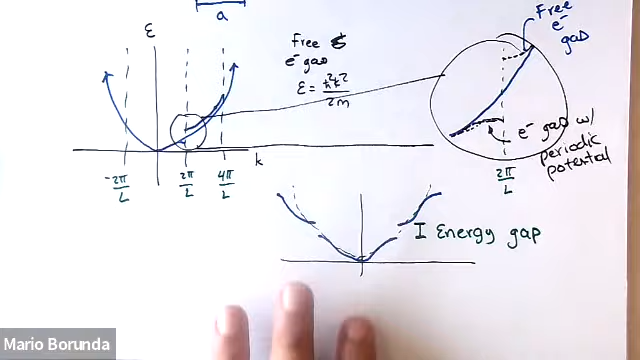 a
ε
Free
e⁻ gas
ε = ħ²k²
2m
k
-2π
L
2π
L
4π
L
Free
e⁻
gas
e⁻ gas w/
periodic
potential
2π
L
I Energy gap
Mario Borunda